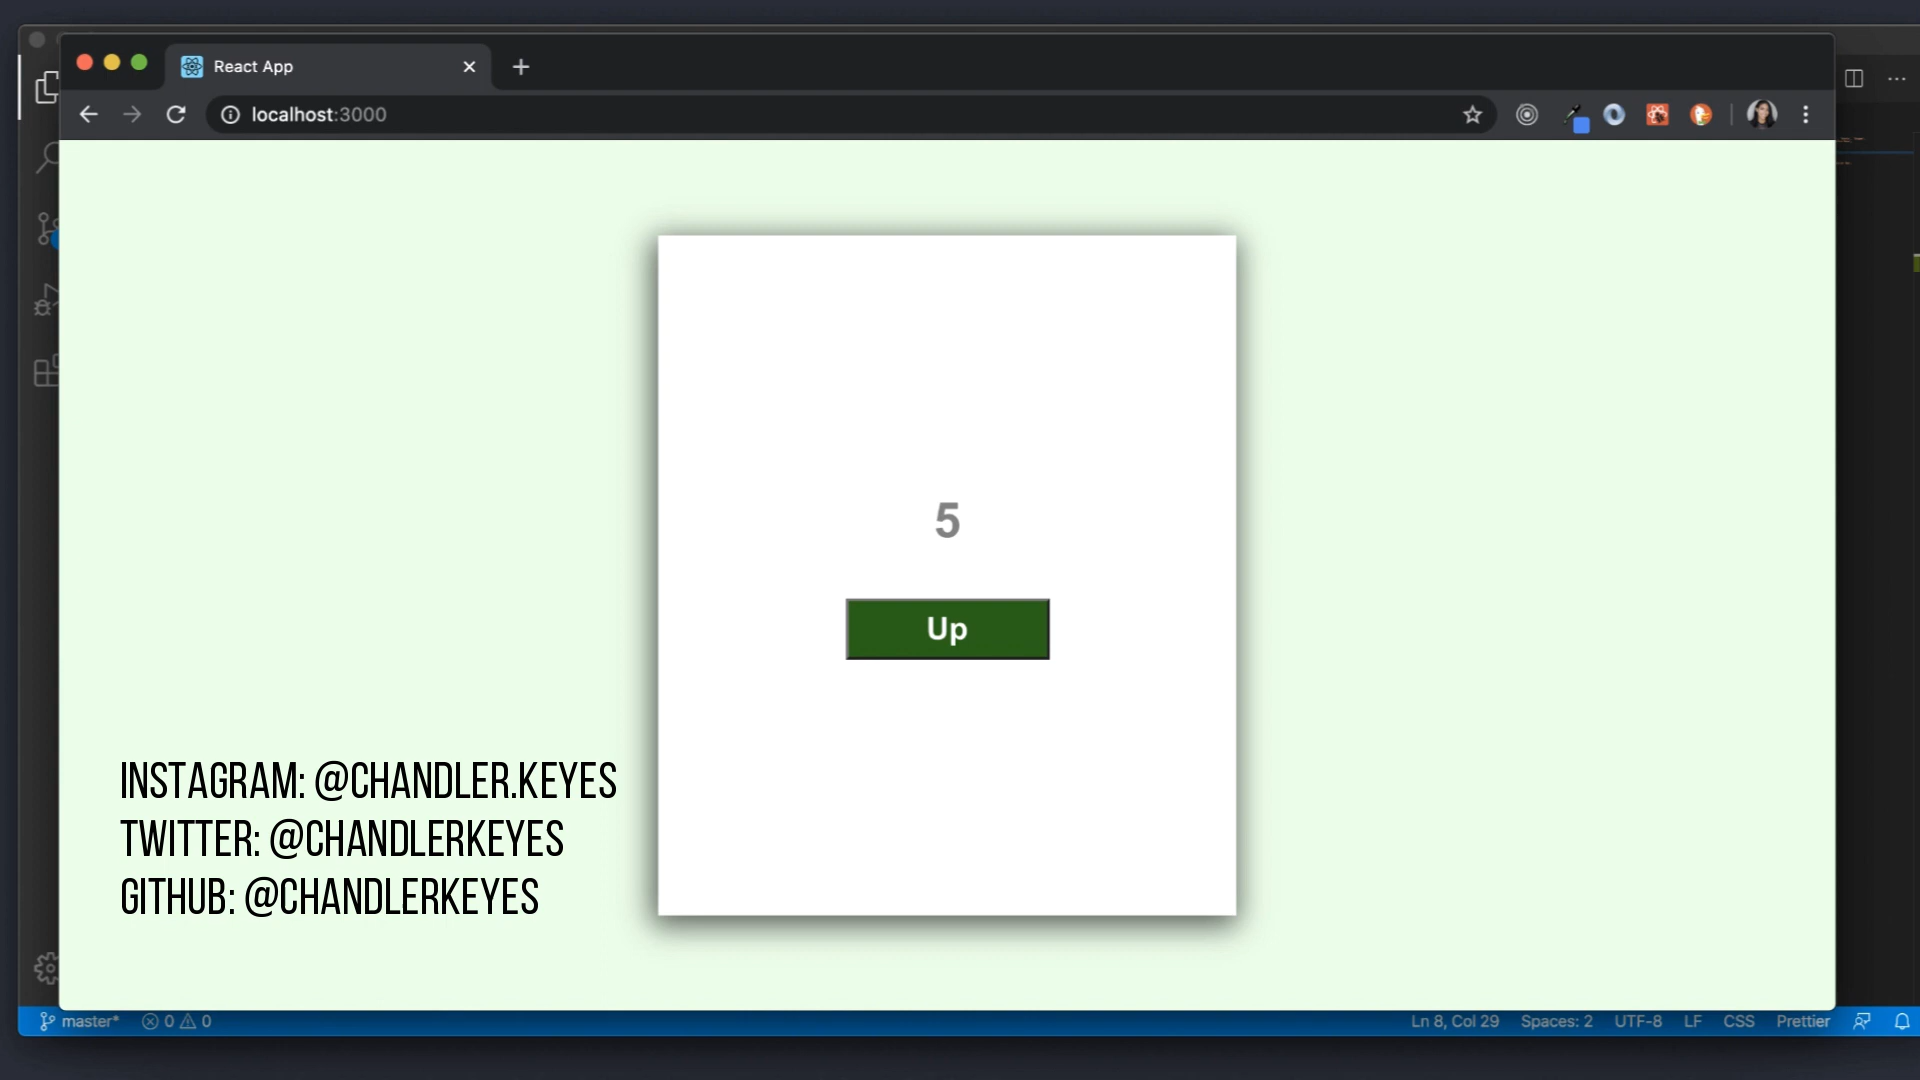 React App
localhost:3000
5
Up
INSTAGRAM: @CHANDLER.KEYES
TWITTER: @CHANDLERKEYES
GITHUB: @CHANDLERKEYES
master* 0 0 Ln 8, Col 29 Spaces: 2 UTF-8 LF CSS Prettier